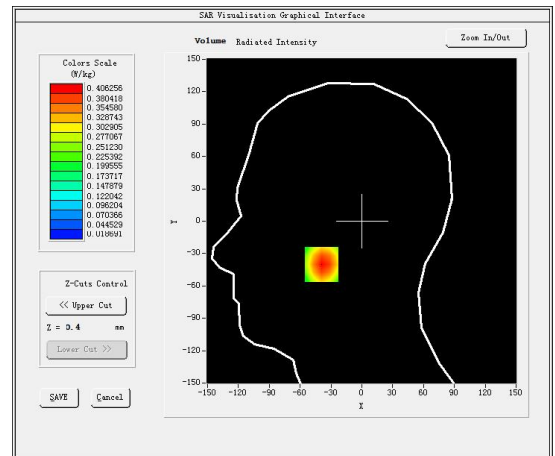 SAR Visualisation Graphical Interface
Volume Radiated Intensity
Zoom In/Out
Colors Scale
(W/kg)
0.406256
0.380418
0.354580
0.328743
0.302905
0.277067
0.251230
0.225392
0.199555
0.173717
0.147879
0.122042
0.096204
0.070366
0.044529
0.018691
Z-Cuts Control
<< Upper Cut
Z = 0.4 mm
Lower Cut >>
SAVE Cancel
150
120
90
60
30
0
-30
-60
-90
-120
-150
Y
-150 -120 -90 -60 -30 0 30 60 90 120 150
X